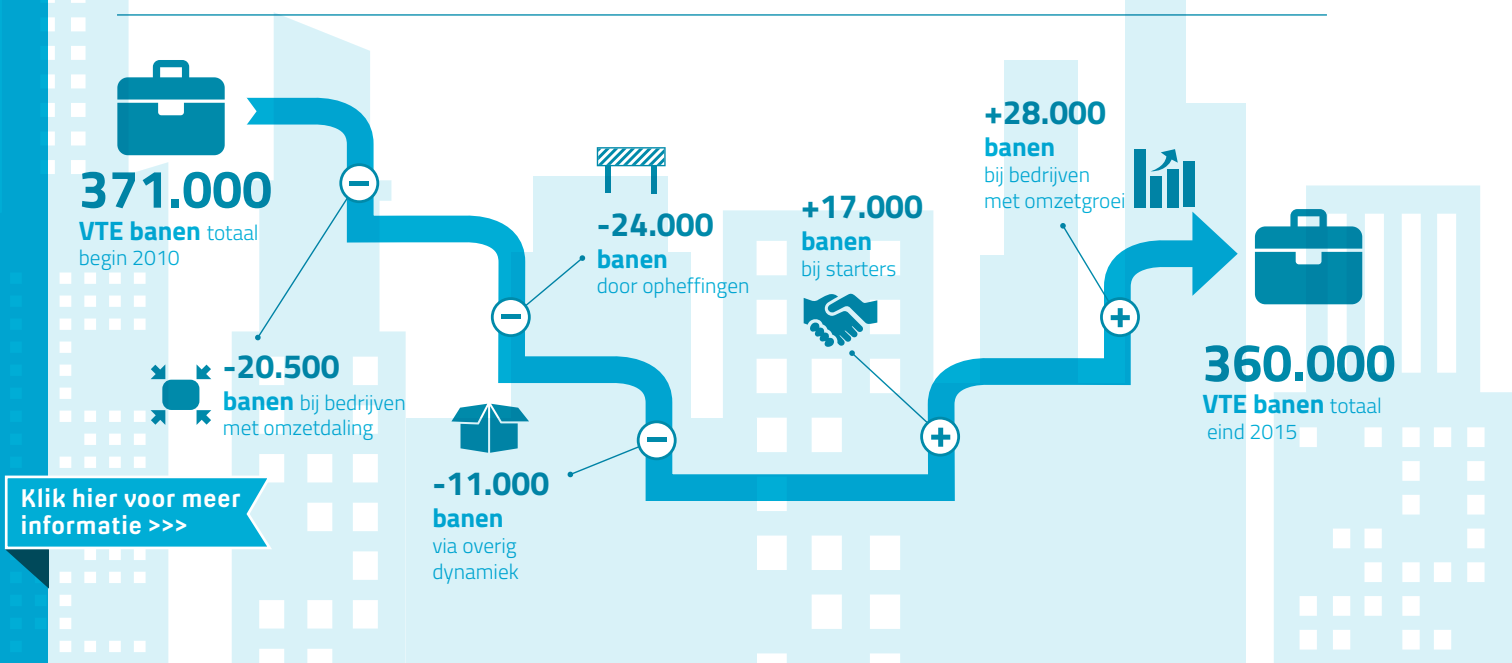 371.000
VTE banen totaal
begin 2010
-20.500
banen bij bedrijven
met omzetdaling
-24.000
banen
door opheffingen
-11.000
banen
via overig
dynamiek
+17.000
banen
bij starters
+28.000
banen
bij bedrijven
met omzetgroei
360.000
VTE banen totaal
eind 2015
Klik hier voor meer
informatie >>>